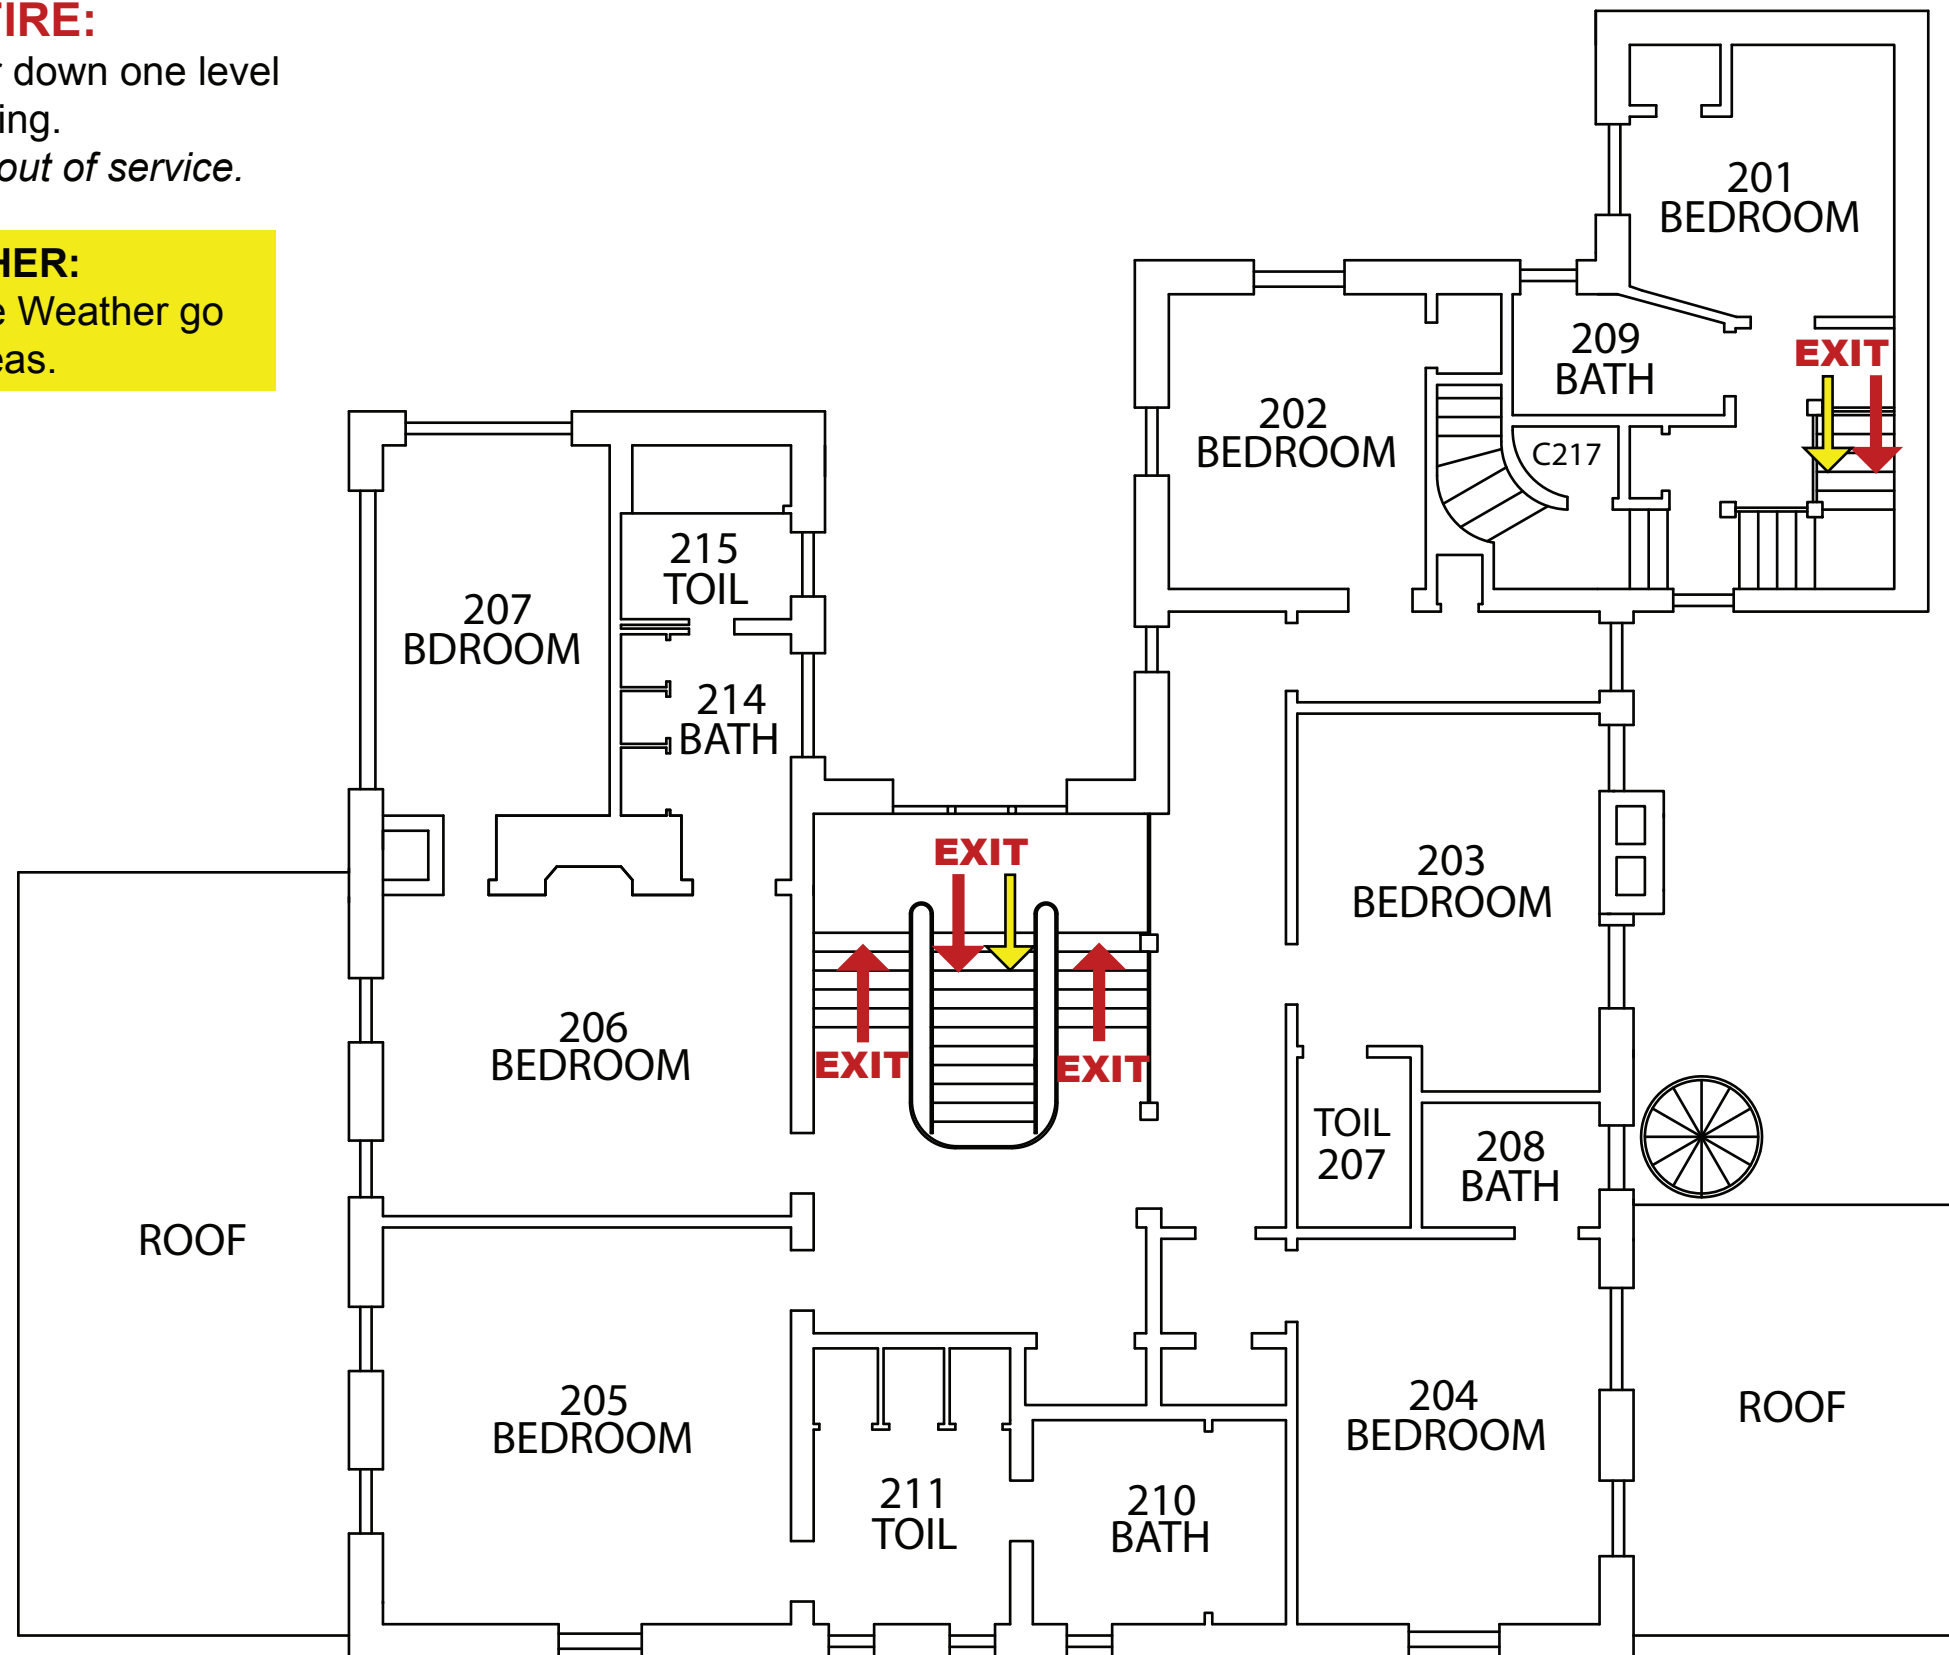 FIRE:
r down one level
ing.
out of service.
HER:
e Weather go
eas.
201
BEDROOM
209
BATH
EXIT
202
BEDROOM
C217
215
TOIL
207
BDROOM
214
BATH
EXIT
203
BEDROOM
206
BEDROOM
EXIT
EXIT
TOIL
207
208
BATH
ROOF
205
BEDROOM
204
BEDROOM
ROOF
211
TOIL
210
BATH